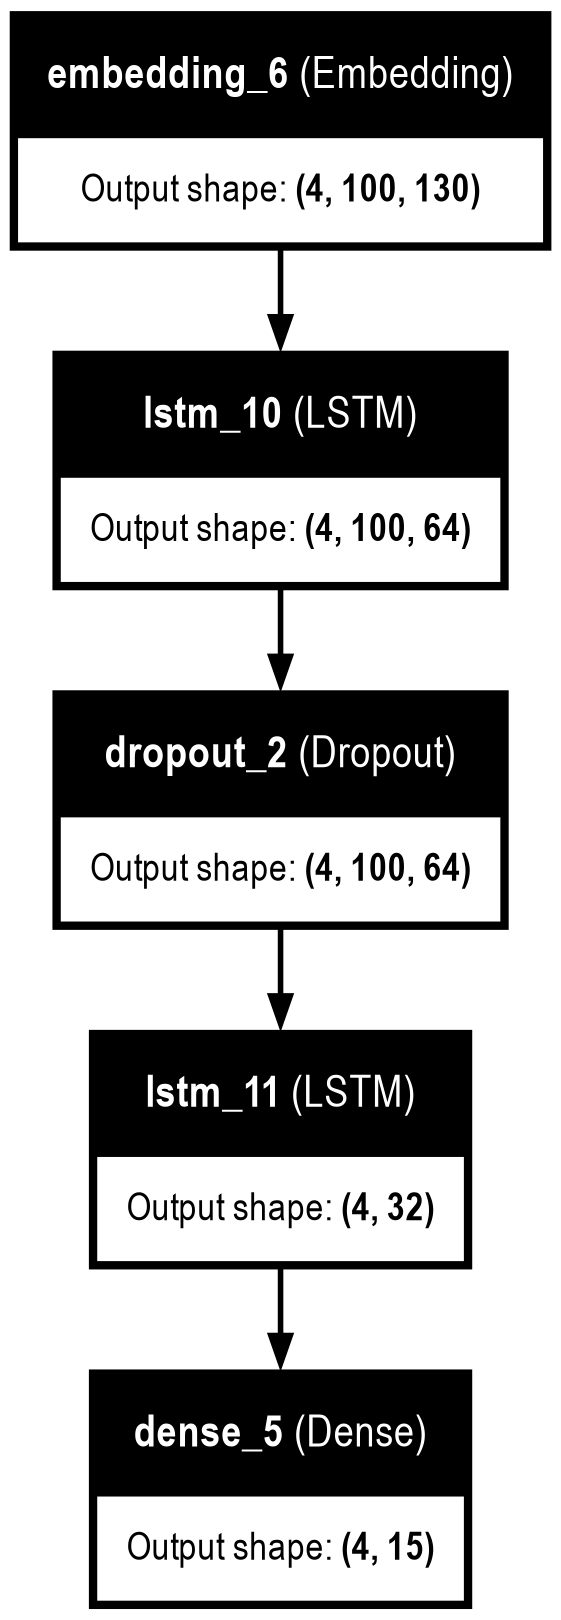 embedding_6 (Embedding)
Output shape: (4, 100, 130)
lstm_10 (LSTM)
Output shape: (4, 100, 64)
dropout_2 (Dropout)
Output shape: (4, 100, 64)
lstm_11 (LSTM)
Output shape: (4, 32)
dense_5 (Dense)
Output shape: (4, 15)